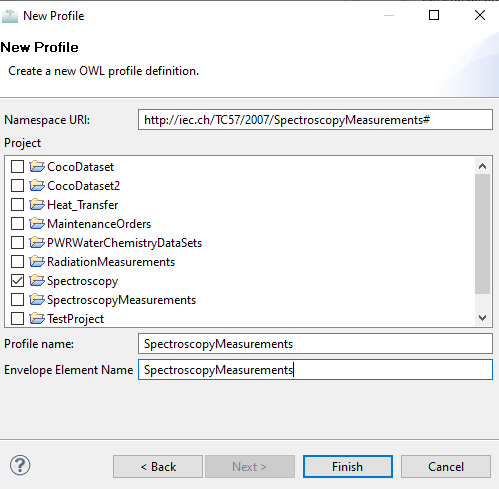 New Profile
New Profile
Create a new OWL profile definition.
Namespace URI: http://iec.ch/TC57/2007/SpectroscopyMeasurements#
Project
CocoDataset
CocoDataset2
Heat_Transfer
MaintenanceOrders
PWRWaterChemistryDataSets
RadiationMeasurements
Spectroscopy
SpectroscopyMeasurements
TestProject
Profile name: SpectroscopyMeasurements
Envelope Element Name SpectroscopyMeasurements
? < Back Next > Finish Cancel